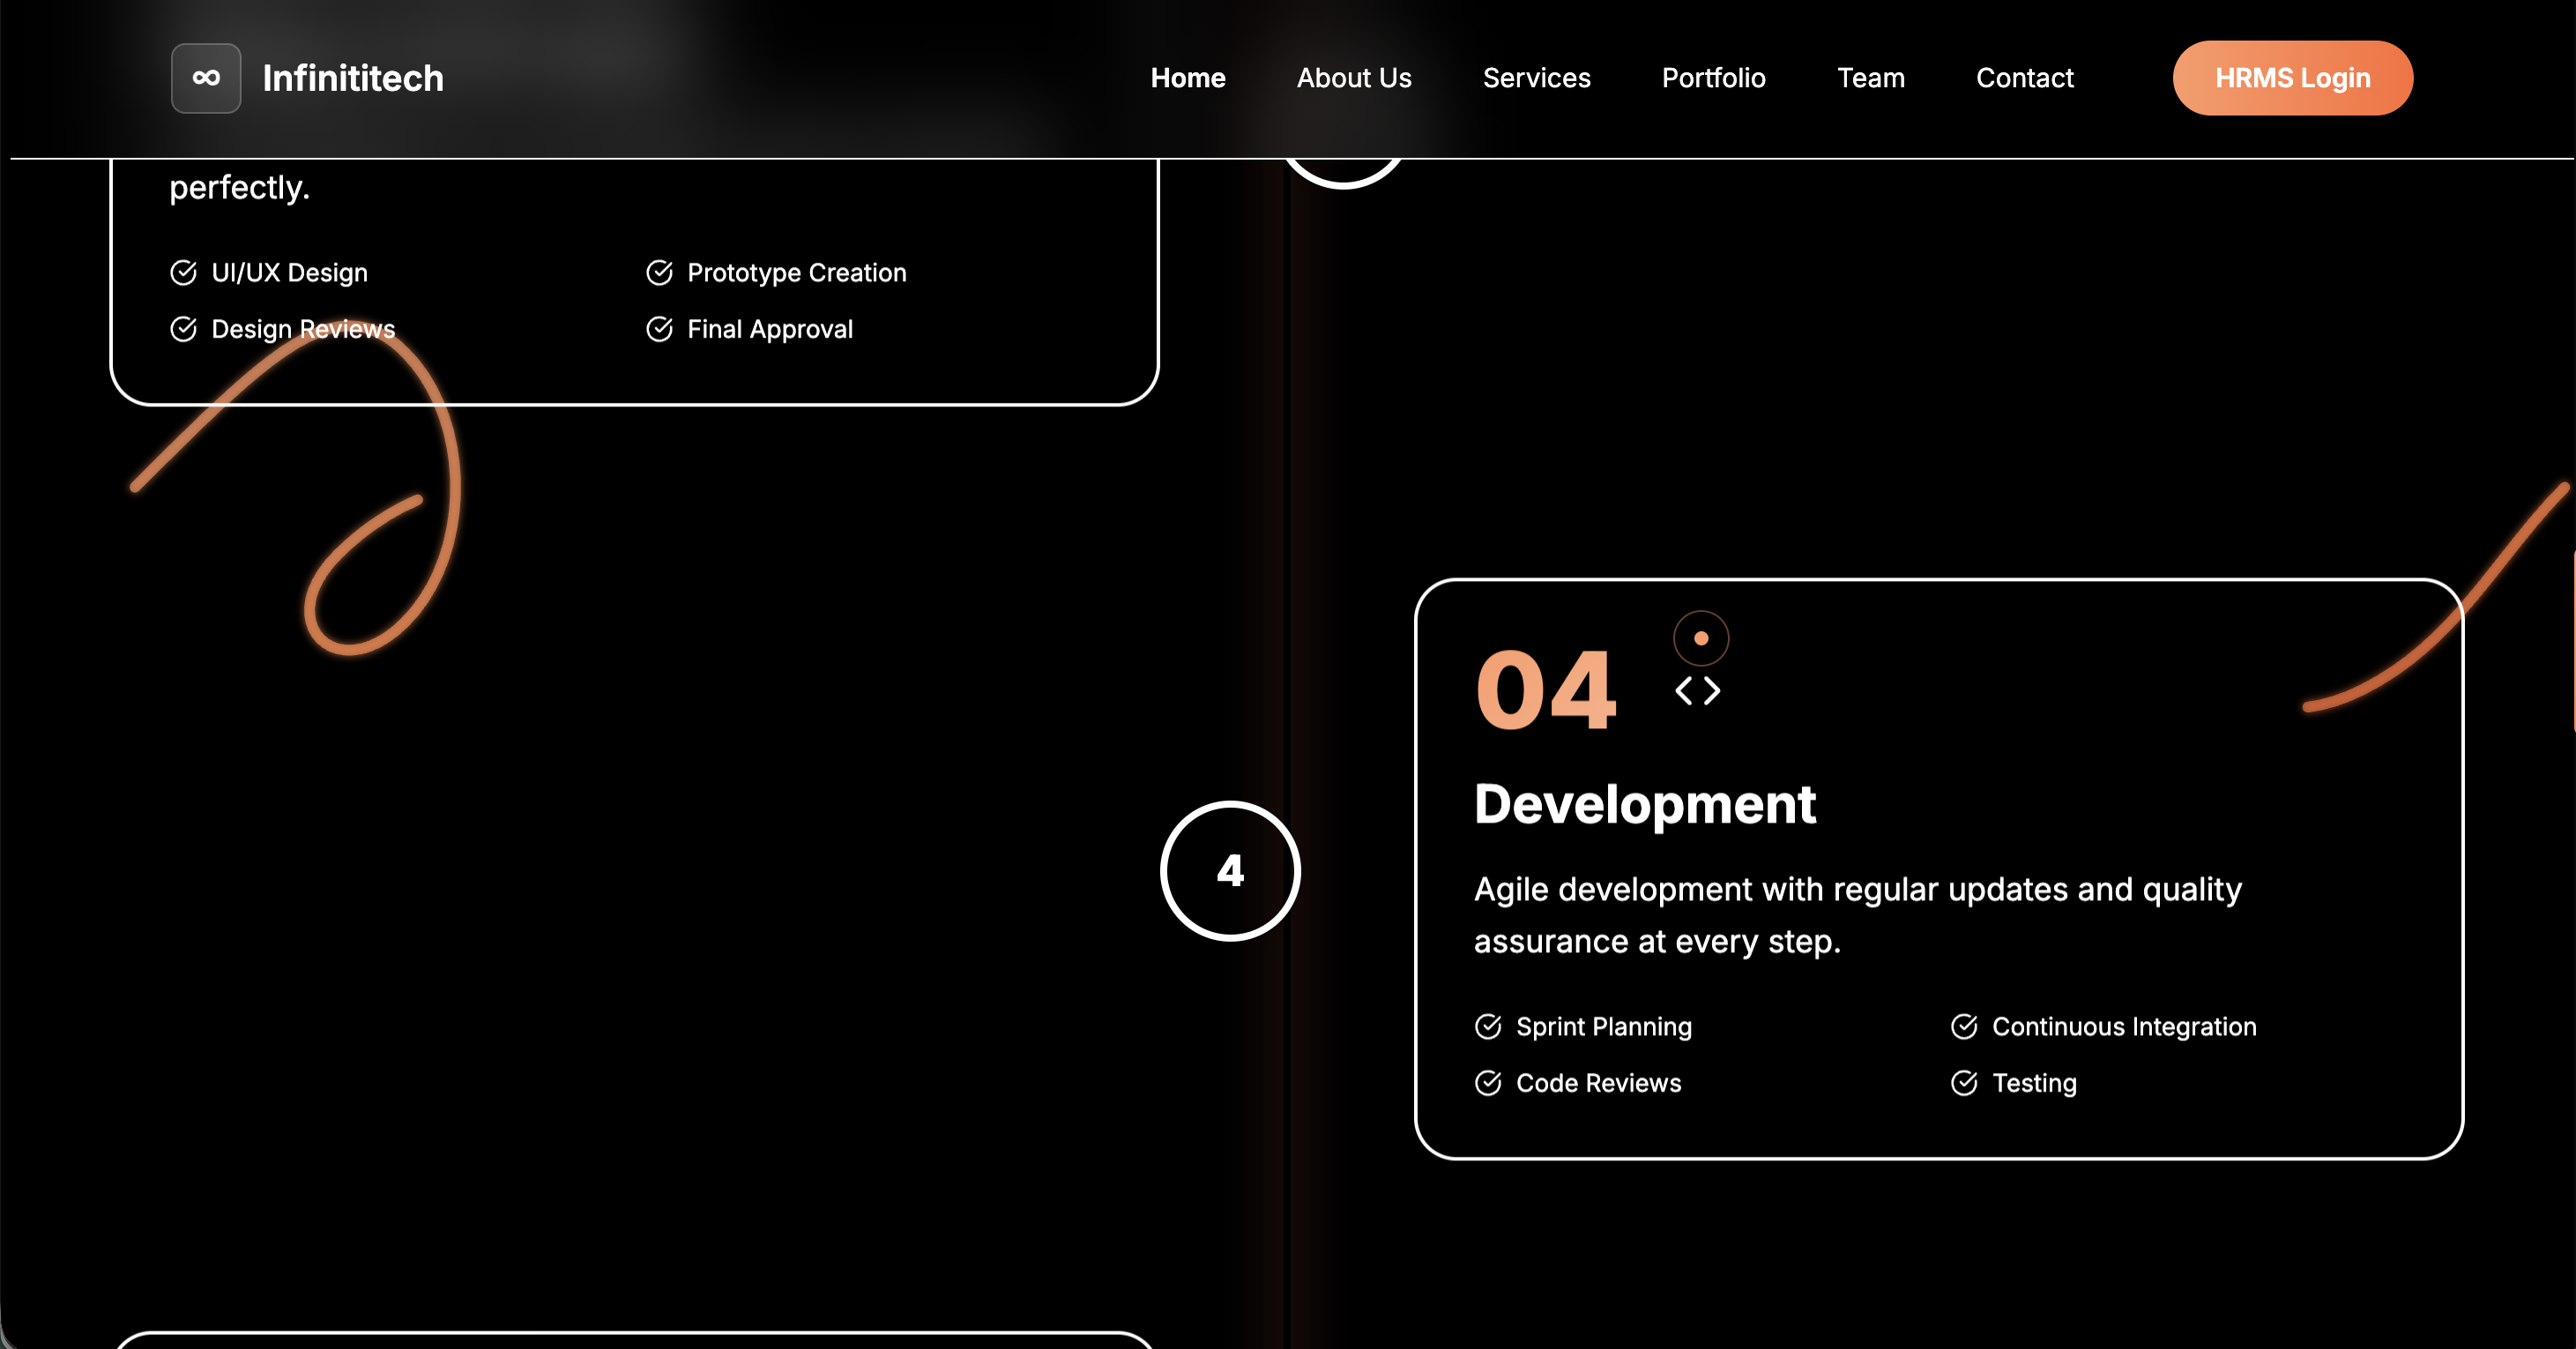 Infinititech
Home About Us Services Portfolio Team Contact HRMS Login
perfectly.
UI/UX Design
Prototype Creation
Design Reviews
Final Approval
4
04
Development
Agile development with regular updates and quality
assurance at every step.
Sprint Planning
Continuous Integration
Code Reviews
Testing